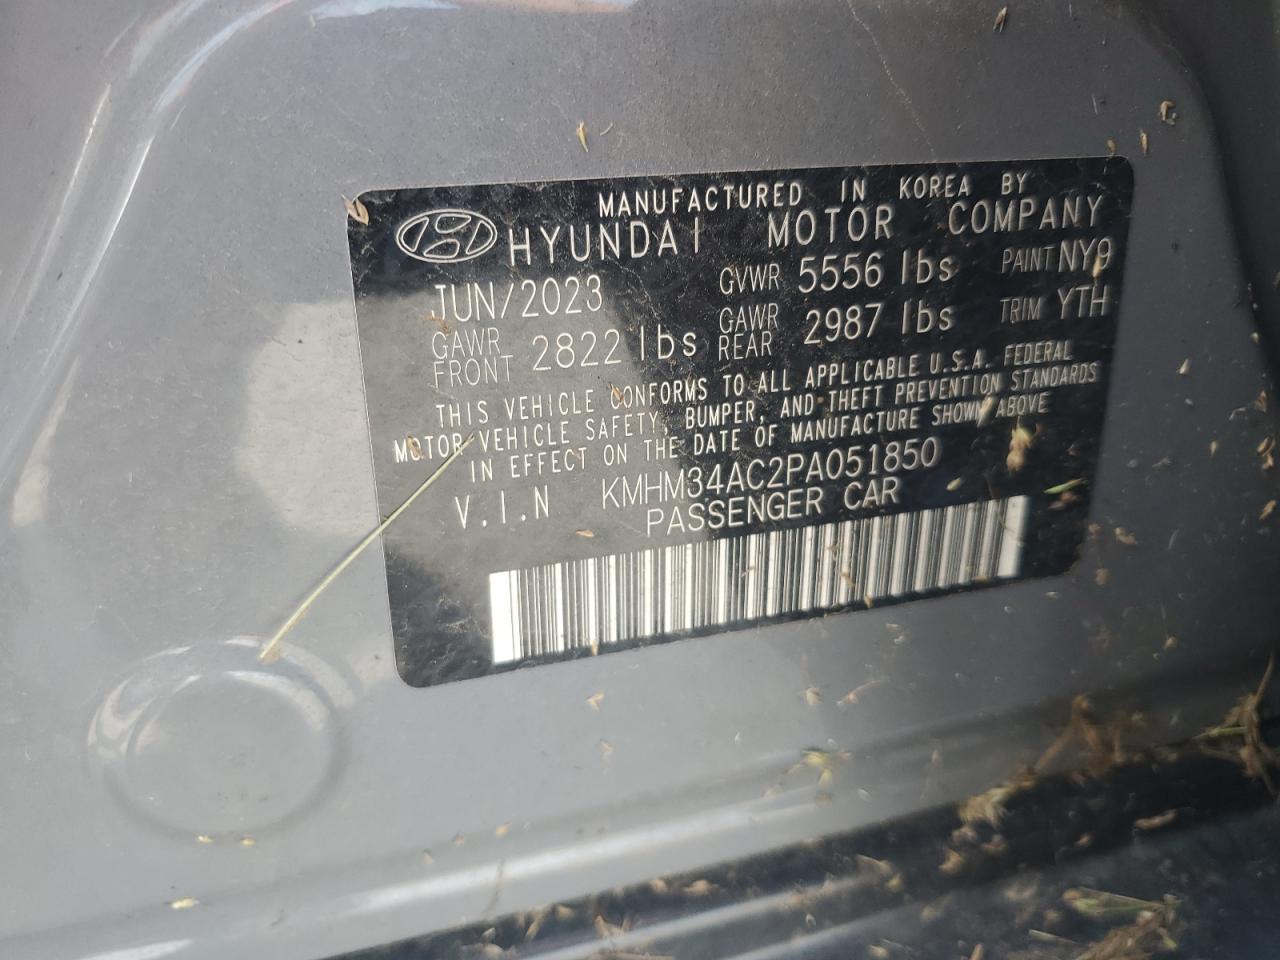 MANUFACTURED IN KOREA BY
HYUNDAI MOTOR COMPANY
JUN/2023 GVWR 5556 lbs PAINT NY9
GAWR FRONT 2822 lbs GAWR REAR 2987 lbs TRIM YTH
THIS VEHICLE CONFORMS TO ALL APPLICABLE U.S.A. FEDERAL
MOTOR VEHICLE SAFETY, BUMPER, AND THEFT PREVENTION STANDARDS
IN EFFECT ON THE DATE OF MANUFACTURE SHOWN ABOVE
V.I.N KMHM34AC2PA051850
PASSENGER CAR